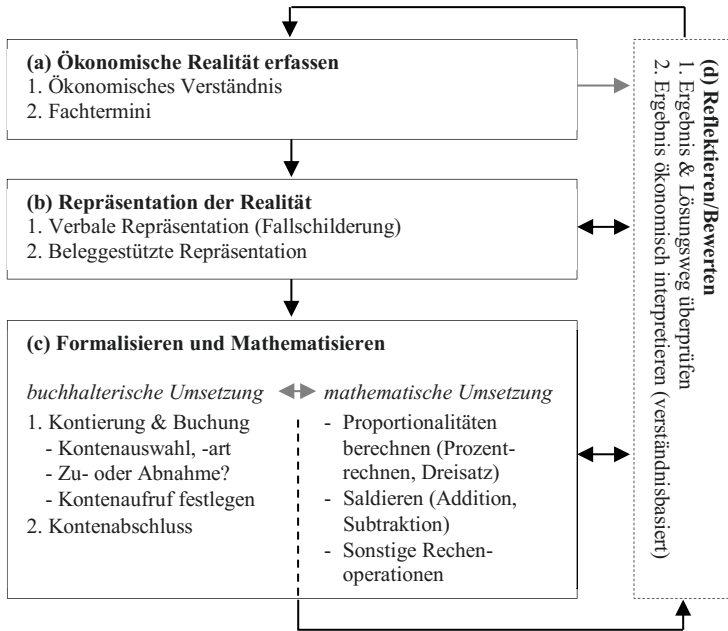 (a) Ökonomische Realität erfassen
1. Ökonomisches Verständnis
2. Fachtermini
(b) Repräsentation der Realität
1. Verbale Repräsentation (Fallschilderung)
2. Beleggestützte Repräsentation
(c) Formalisieren und Mathematisieren
buchhalterische Umsetzung
1. Kontierung & Buchung
- Kontenauswahl, -art
- Zu- oder Abnahme?
- Kontenaufruf festlegen
2. Kontenabschluss
mathematische Umsetzung
- Proportionalitäten
berechnen (Prozent-
rechnen, Dreisatz)
- Saldieren (Addition,
Subtraktion)
- Sonstige Rechen-
operationen
(d) Reflektieren/Bewerten
1. Ergebnis & Lösungsweg überprüfen
2. Ergebnis ökonomisch interpretieren (verständnisbasiert)